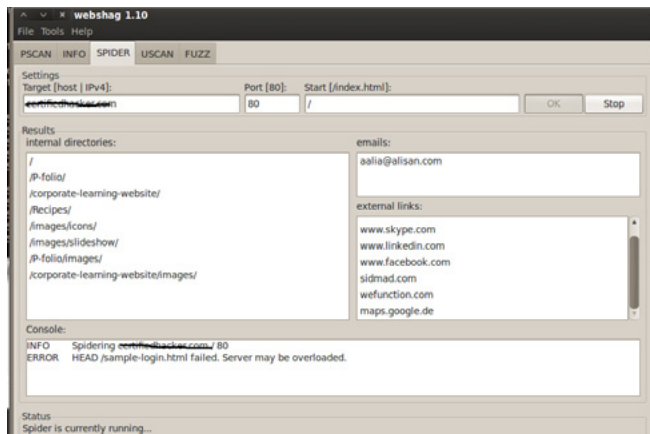 webshag 1.10
File Tools Help
PSCAN INFO SPIDER USCAN FUZZ
Settings
Target [host | IPv4]: Port [80]: Start [/index.html]:
certifiedhacker.com 80 / OK Stop
Results
internal directories: emails:
/
/P-folio/
/corporate-learning-website/
/Recipes/
/images/icons/
/images/slideshow/
/P-folio/images/
/corporate-learning-website/images/
aalia@alisan.com
external links:
www.skype.com
www.linkedin.com
www.facebook.com
sidmad.com
wefunction.com
maps.google.de
Console:
INFO Spidering certifiedhacker.com / 80
ERROR HEAD /sample-login.html failed. Server may be overloaded.
Status
Spider is currently running...